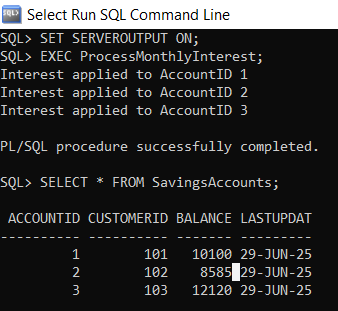 Select Run SQL Command Line
SQL> SET SERVEROUTPUT ON;
SQL> EXEC ProcessMonthlyInterest;
Interest applied to AccountID 1
Interest applied to AccountID 2
Interest applied to AccountID 3
PL/SQL procedure successfully completed.
SQL> SELECT * FROM SavingsAccounts;
ACCOUNTID CUSTOMERID BALANCE LASTUPDAT
---------- ---------- ---------- ---------
1 101 10100 29-JUN-25
2 102 8585 29-JUN-25
3 103 12120 29-JUN-25